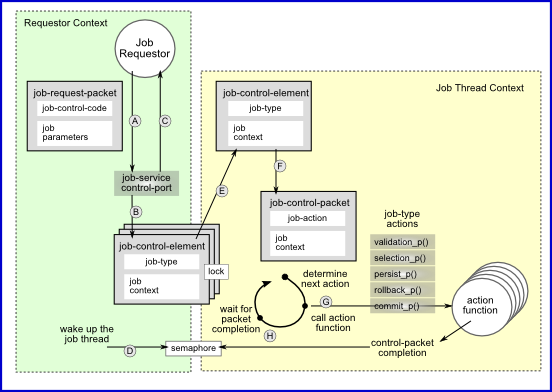 Requestor Context
Job
Requestor
job-request-packet
job-control-code
job
parameters
A
C
job-service
control-port
B
job-control-element
job-type
job
context
lock
wake up the
job thread
D
semaphore
Job Thread Context
job-control-element
job-type
job
context
E
F
job-control-packet
job-action
job
context
determine
next action
G
call action
function
wait for
packet
completion
H
job-type
actions
validation_p()
selection_p()
persist_p()
rollback_p()
commit_p()
action
function
control-packet
completion